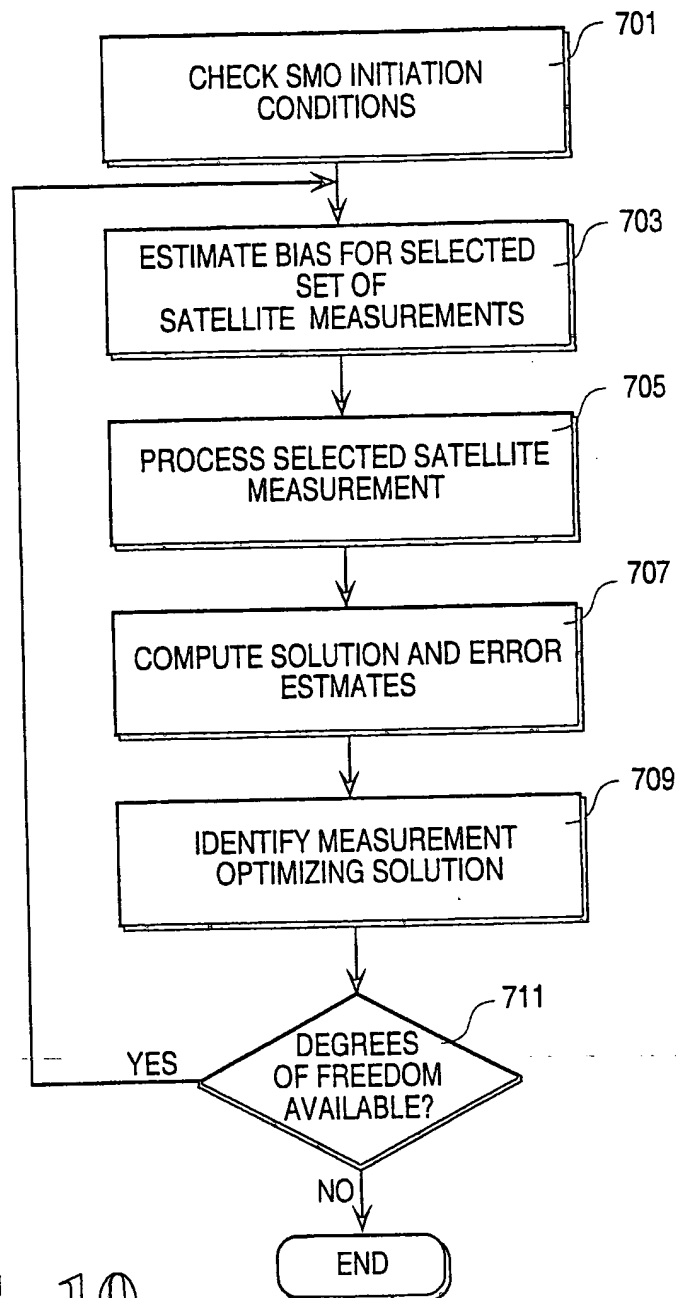 701
CHECK SMO INITIATION
CONDITIONS
703
ESTIMATE BIAS FOR SELECTED
SET OF
SATELLITE MEASUREMENTS
705
PROCESS SELECTED SATELLITE
MEASUREMENT
707
COMPUTE SOLUTION AND ERROR
ESTMATES
709
IDENTIFY MEASUREMENT
OPTIMIZING SOLUTION
711
DEGREES
OF FREEDOM
AVAILABLE?
YES
NO
END
10